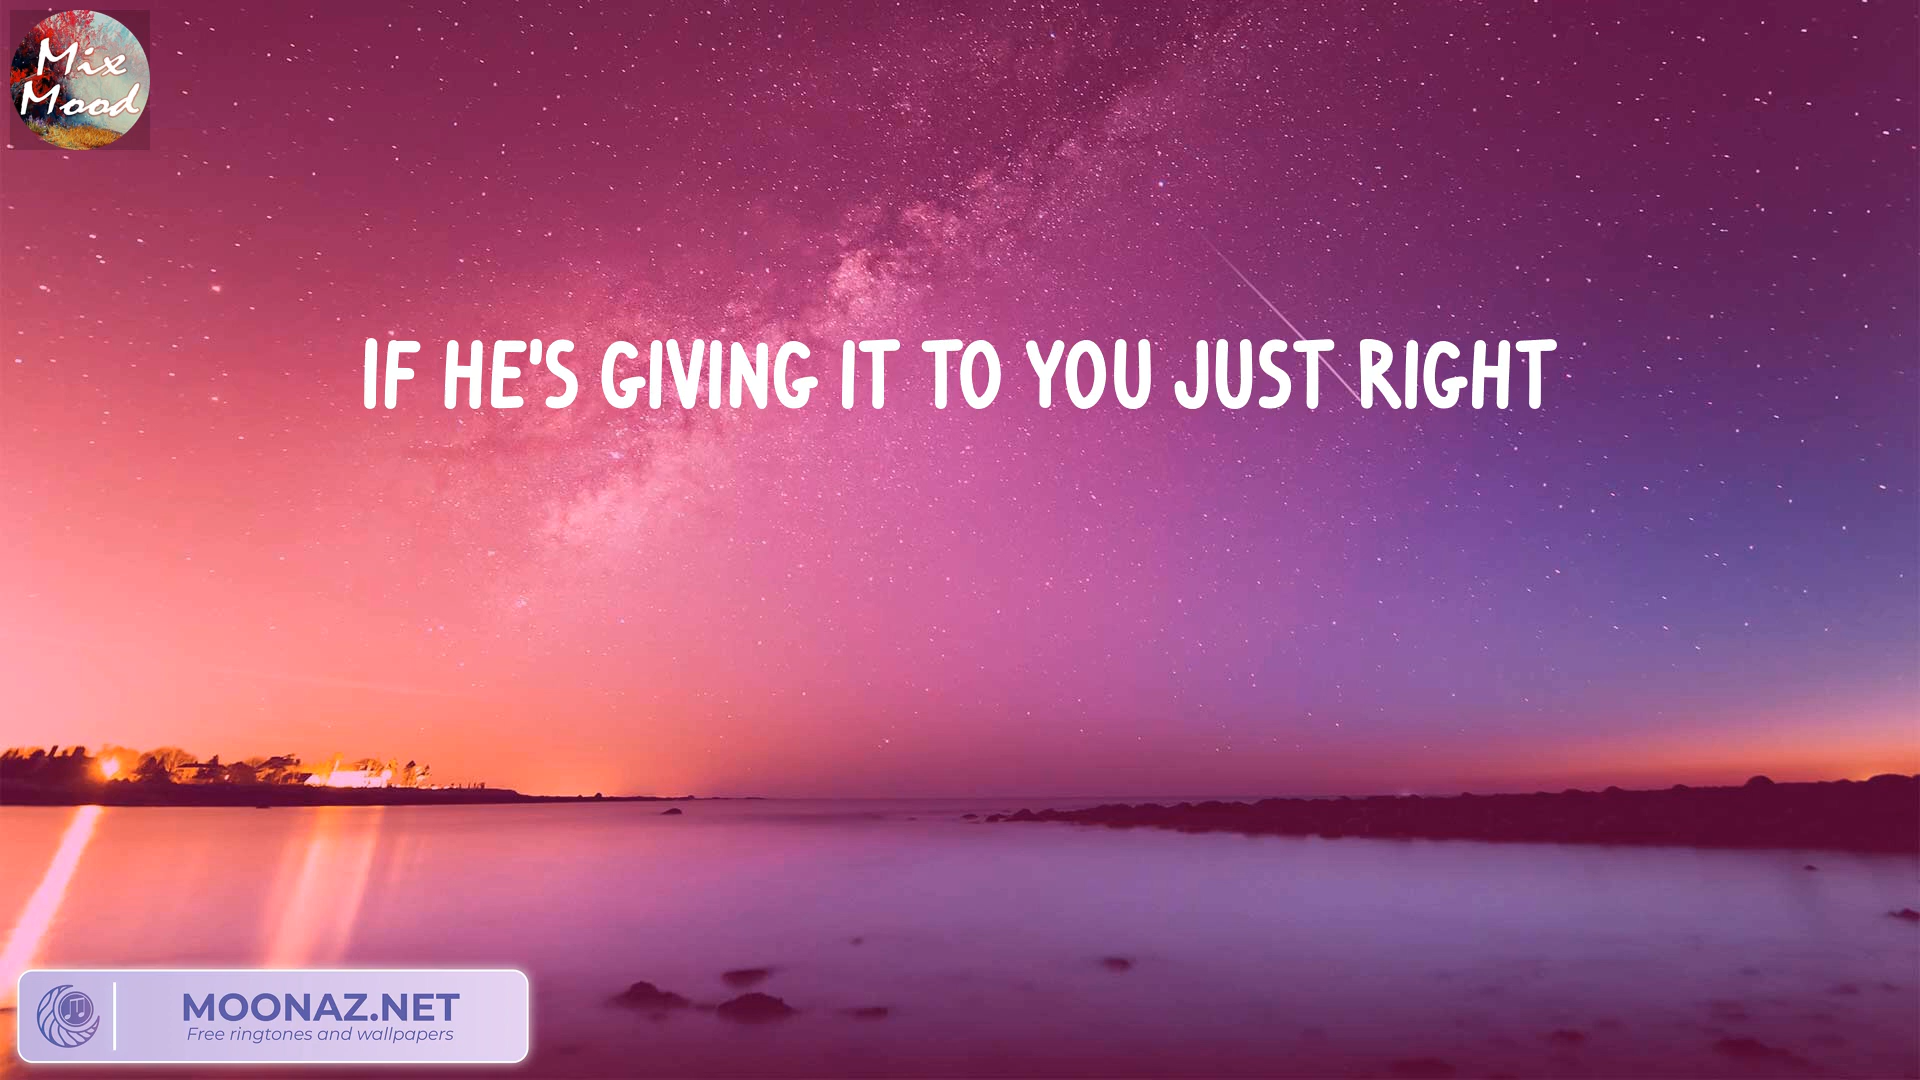 Mix
Mood
IF HE'S GIVING IT TO YOU JUST RIGHT
MOONAZ.NET
Free ringtones and wallpapers